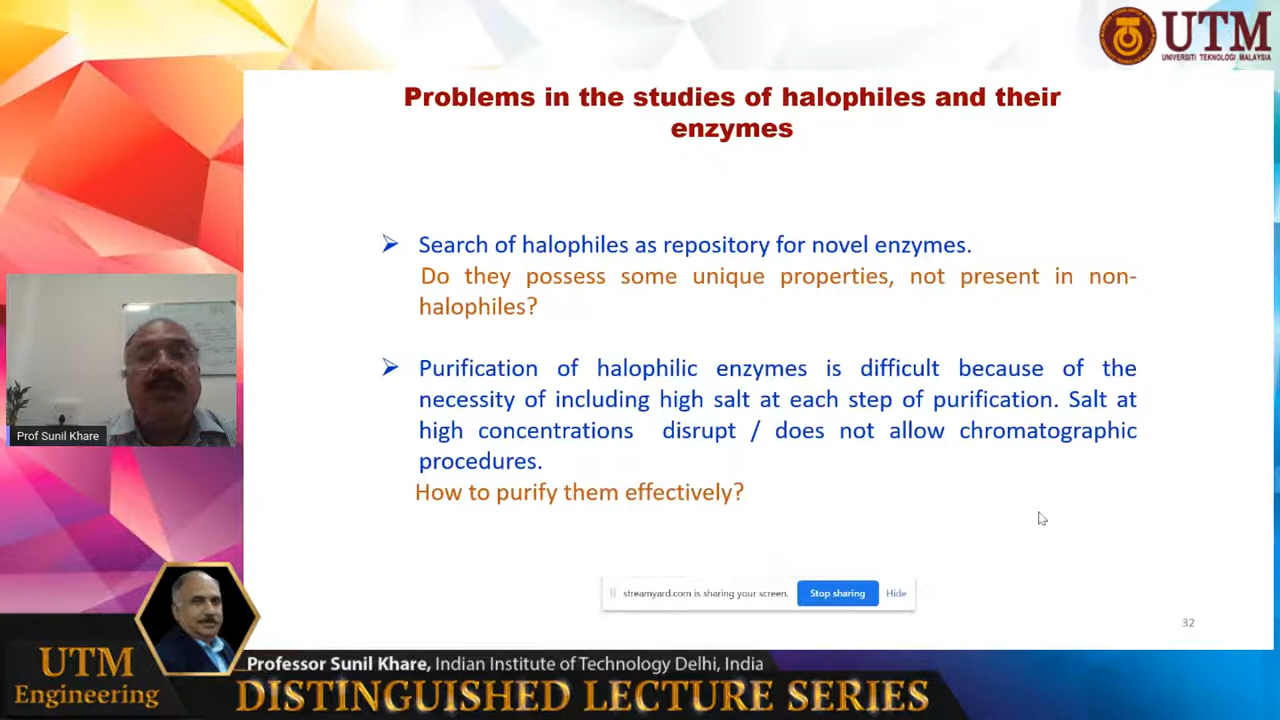 UTM
UNIVERSITI TEKNOLOGI MALAYSIA
Problems in the studies of halophiles and their
enzymes
➢ Search of halophiles as repository for novel enzymes.
Do they possess some unique properties, not present in non-
halophiles?
➢ Purification of halophilic enzymes is difficult because of the
necessity of including high salt at each step of purification. Salt at
high concentrations disrupt / does not allow chromatographic
procedures.
How to purify them effectively?
Prof Sunil Khare
streamyard.com is sharing your screen. Stop sharing Hide
32
UTM
Engineering
Professor Sunil Khare, Indian Institute of Technology Delhi, India
DISTINGUISHED LECTURE SERIES